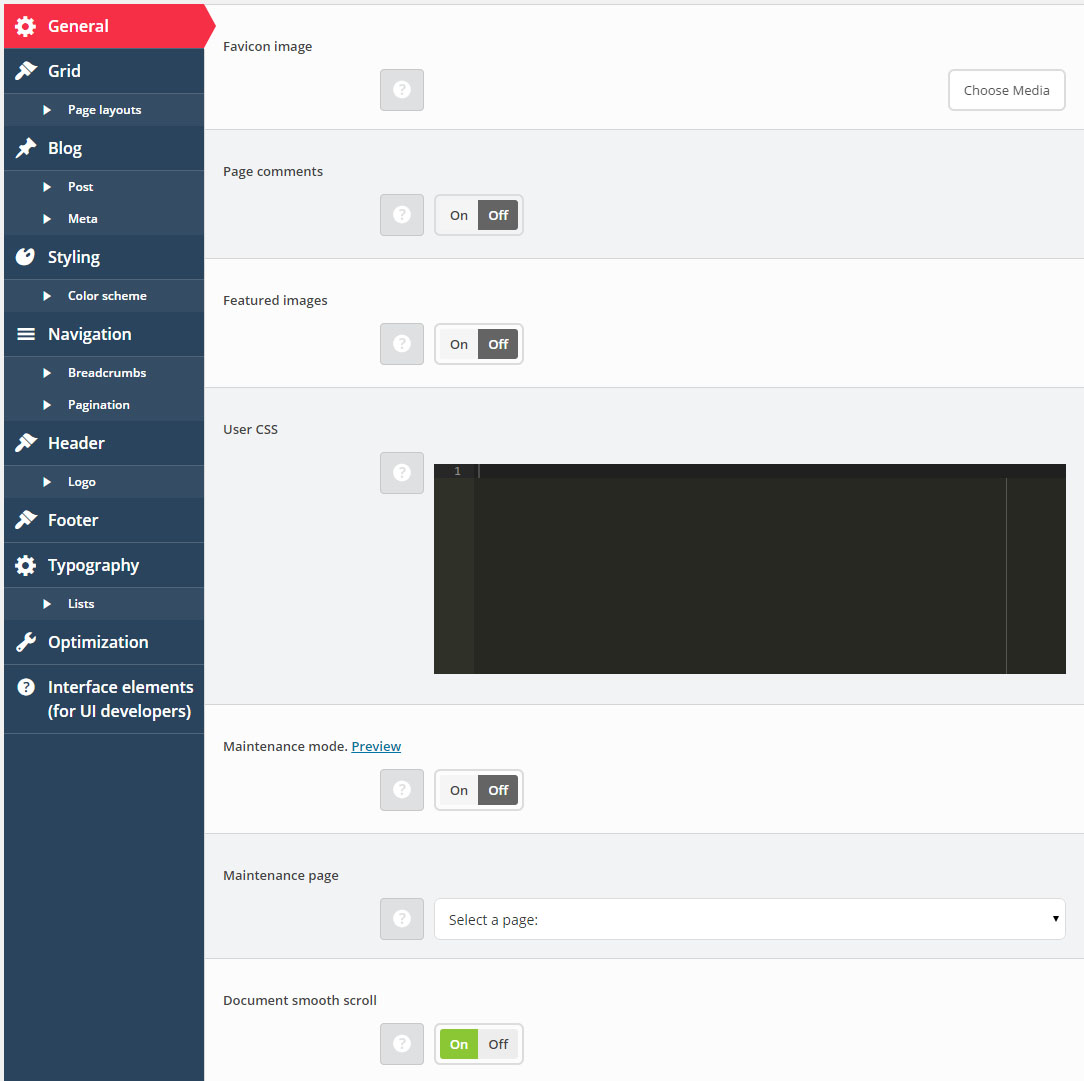 General
Grid
Page layouts
Blog
Post
Meta
Styling
Color scheme
Navigation
Breadcrumbs
Pagination
Header
Logo
Footer
Typography
Lists
Optimization
Interface elements
(for UI developers)
Favicon image
? Choose Media
Page comments
? On Off
Featured images
? On Off
User CSS
? 1
Maintenance mode. Preview
? On Off
Maintenance page
? Select a page:
Document smooth scroll
? On Off